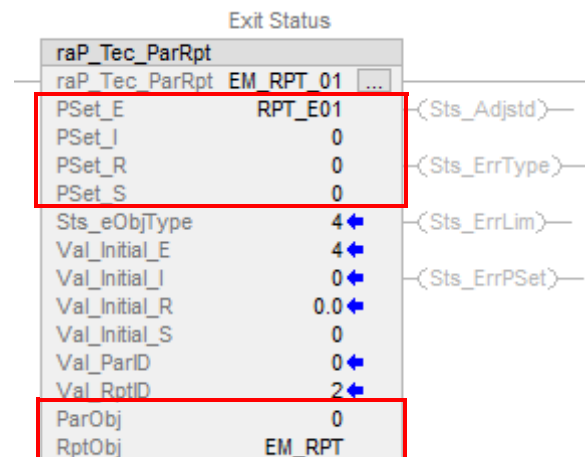 Exit Status
raP_Tec_ParRpt
raP_Tec_ParRpt EM_RPT_01 ...
PSet_E RPT_E01 (Sts_Adjstd)
PSet_I 0
PSet_R 0 (Sts_ErrType)
PSet_S 0
Sts_eObjType 4 (Sts_ErrLim)
Val_Initial_E 4
Val_Initial_I 0 (Sts_ErrPSet)
Val_Initial_R 0.0
Val_Initial_S 0
Val_ParID 0
Val_RptID 2
ParObj 0
RptObj EM_RPT